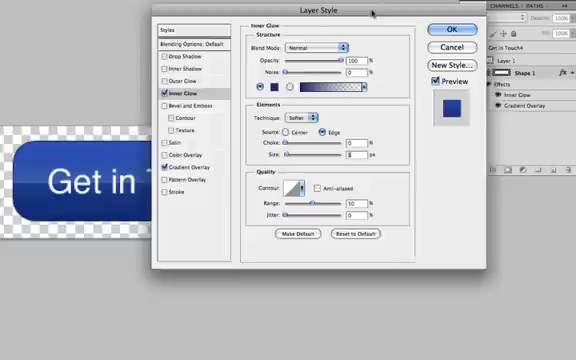 Layer Style
CHANNELS
PATHS
Styles
Blending Options: Default
Drop Shadow
Inner Shadow
Outer Glow
Inner Glow
Bevel and Emboss
Contour
Texture
Satin
Color Overlay
Gradient Overlay
Pattern Overlay
Stroke
Inner Glow
Structure
Blend Mode: Normal
Opacity: 100 %
Noise: 0 %
Elements
Technique: Softer
Source: Center Edge
Choke: 0 %
Size: px
Quality
Contour: Anti-aliased
Range: 50 %
Jitter: 0 %
Make Default Reset to Default
OK
Cancel
New Style...
Preview
Opacity: 100%
Fill: 100%
Get in Touch4
Layer 1
Shape 1
Effects
Inner Glow
Gradient Overlay
Get in T